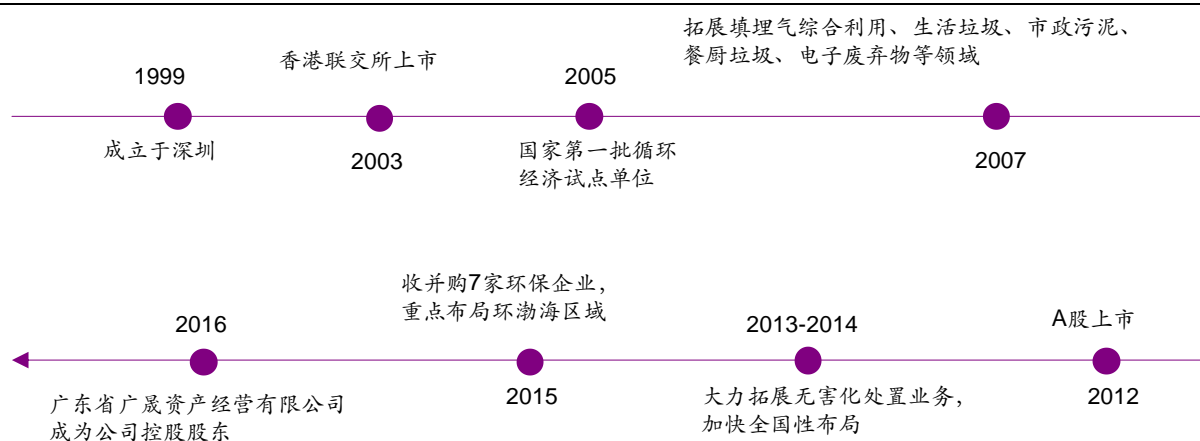 1999
成立于深圳
香港联交所上市
2003
2005
国家第一批循环
经济试点单位
拓展填埋气综合利用、生活垃圾、市政污泥、
餐厨垃圾、电子废弃物等领域
2007
A股上市
2012
2013-2014
大力拓展无害化处置业务，
加快全国性布局
收并购7家环保企业，
重点布局环渤海区域
2015
2016
广东省广晟资产经营有限公司
成为公司控股股东